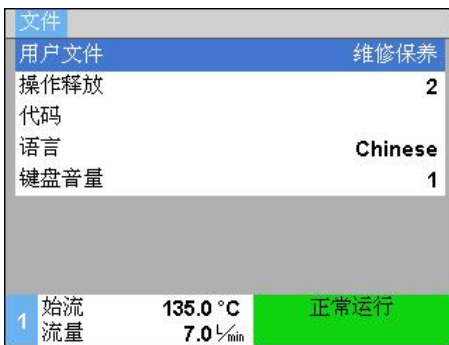 文件
用户文件 维修保养
操作释放 2
代码
语言 Chinese
键盘音量 1
1 始流 135.0 °C 正常运行
流量 7.0 L/min